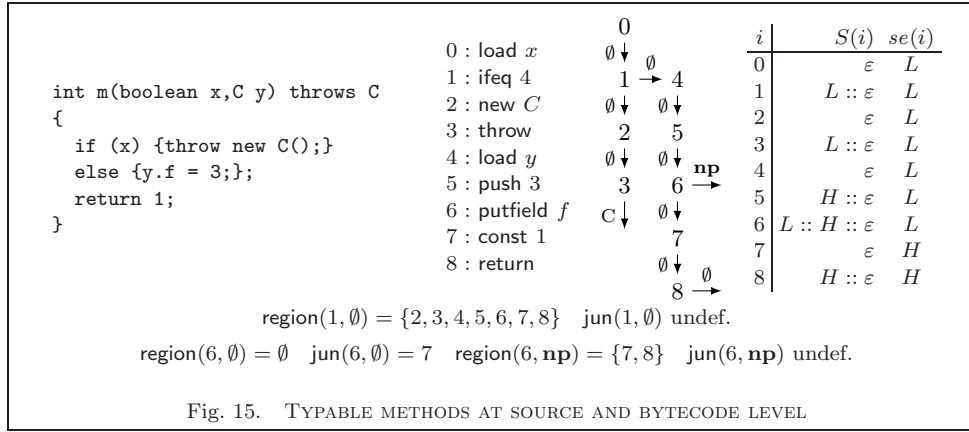 int m(boolean x,C y) throws C
{
if (x) {throw new C();}
else {y.f = 3;};
return 1;
}
0 : load x
1 : ifeq 4
2 : new C
3 : throw
4 : load y
5 : push 3
6 : putfield f
7 : const 1
8 : return
0
∅
1 ∅ 4
∅ ∅
2 5
∅ ∅ np
3 6
C ∅
7
∅ ∅
8
i S(i) se(i)
0 ε L
1 L :: ε L
2 ε L
3 L :: ε L
4 ε L
5 H :: ε L
6 L :: H :: ε L
7 ε H
8 H :: ε H
region(1, ∅) = {2, 3, 4, 5, 6, 7, 8} jun(1, ∅) undef.
region(6, ∅) = ∅ jun(6, ∅) = 7 region(6, np) = {7, 8} jun(6, np) undef.
Fig. 15. Typable methods at source and bytecode level